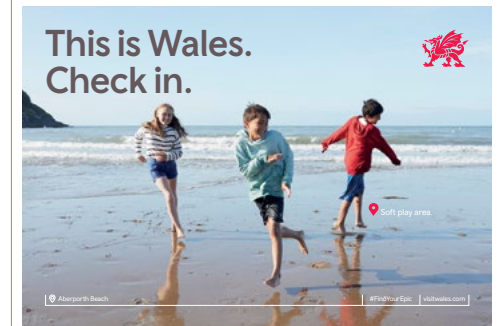 This is Wales.
Check in.
Soft play area
Aberporth Beach
#FindYourEpic
visitwales.com